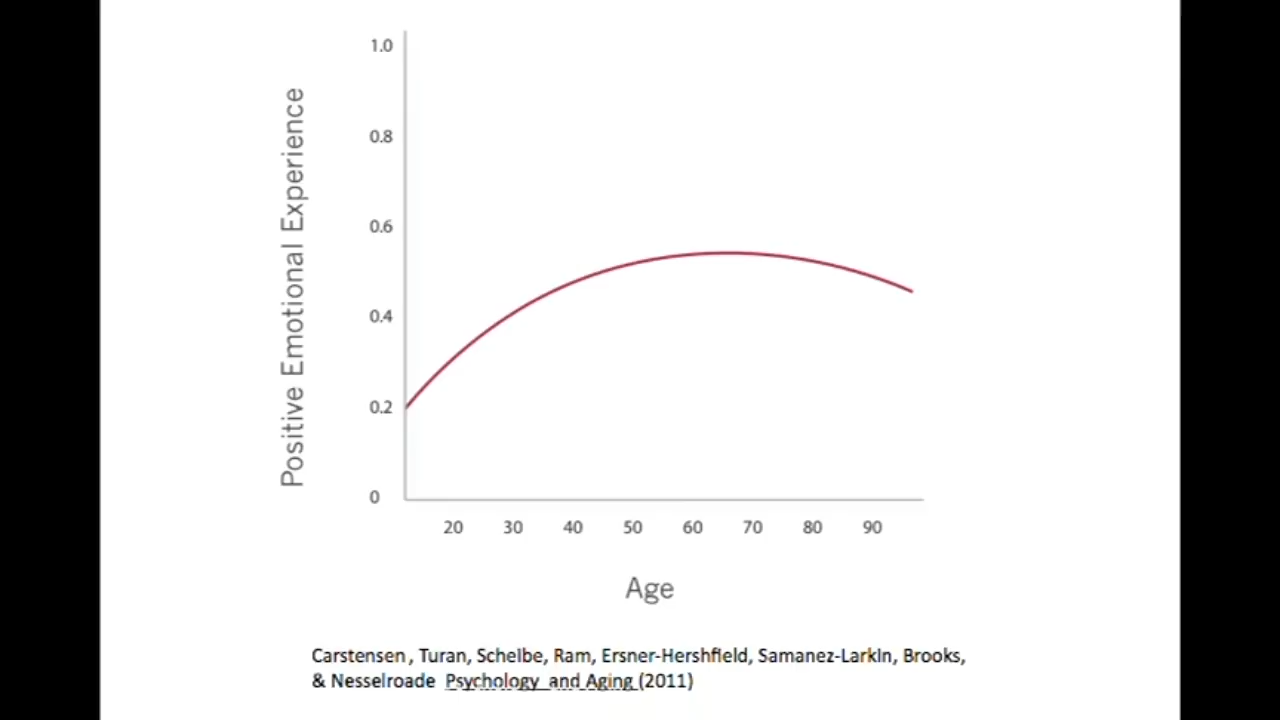 1.0
0.8
0.6
0.4
0.2
0
Positive Emotional Experience
20 30 40 50 60 70 80 90
Age
Carstensen, Turan, Scheibe, Ram, Ersner-Hershfield, Samanez-Larkin, Brooks,
& Nesselroade Psychology and Aging (2011)